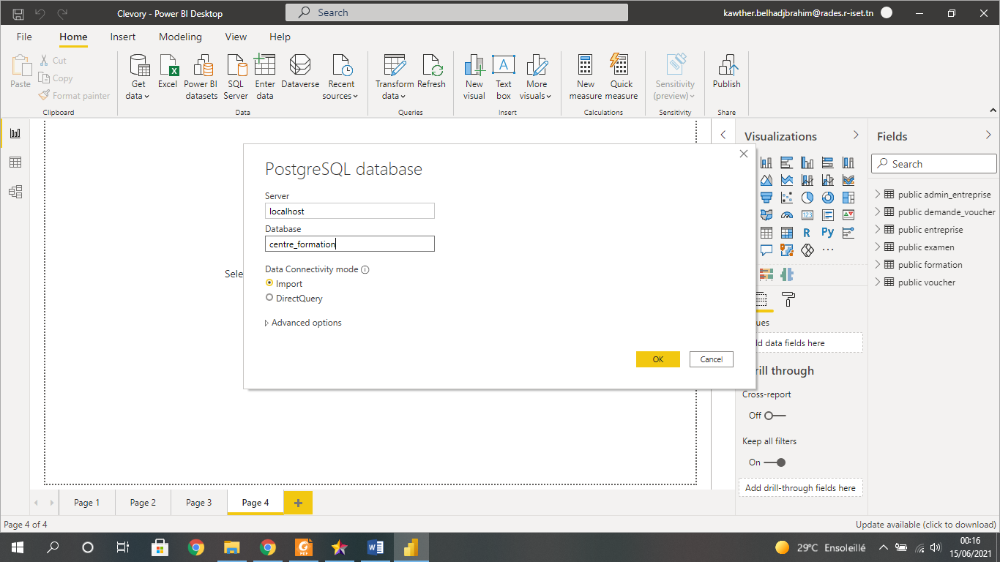 Clevory - Power BI Desktop
Search
kawther.belhadjbrahim@rades.r-iset.tn
File
Home
Insert
Modeling
View
Help
Paste
Cut
Copy
Format painter
Clipboard
Get data
Excel
Power BI datasets
SQL Server
Enter data
Dataverse
Recent sources
Data
Transform data
Refresh
Queries
New visual
Text box
More visuals
Insert
New measure
Quick measure
Calculations
Sensitivity (preview)
Sensitivity
Publish
Share
Sele
PostgreSQL database
Server
localhost
Database
centre_formation
Data Connectivity mode
Import
DirectQuery
Advanced options
OK
Cancel
Visualizations
R
Py
123
ues
d data fields here
rill through
Cross-report
Off
Keep all filters
On
Add drill-through fields here
Fields
Search
public admin_entreprise
public demande_voucher
public entreprise
public examen
public formation
public voucher
Page 1
Page 2
Page 3
Page 4
Page 4 of 4
Update available (click to download)
29°C Ensoleillé
00:16
15/06/2021